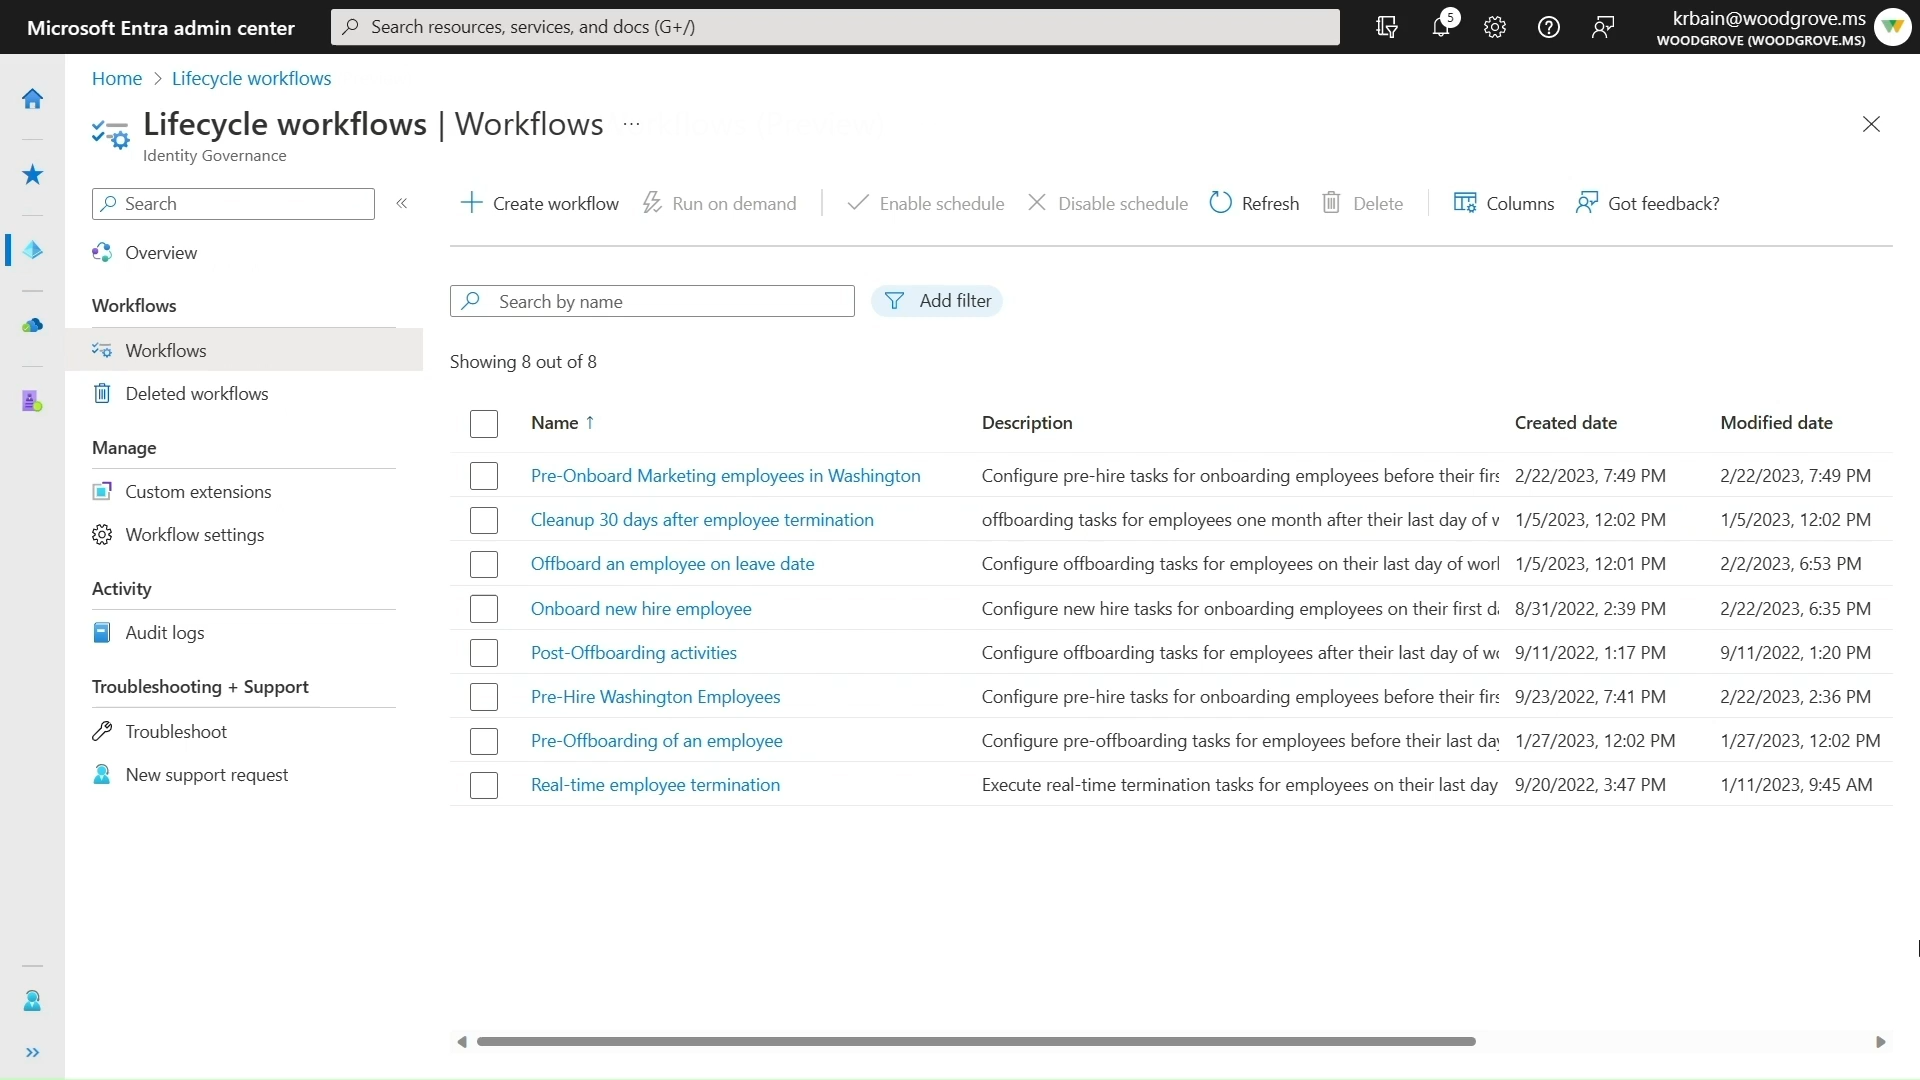 Microsoft Entra admin center
Search resources, services, and docs (G+/)
5
krbain@woodgrove.ms
WOODGROVE (WOODGROVE.MS)
Home > Lifecycle workflows
Lifecycle workflows | Workflows ...
Identity Governance
Search
«
Create workflow
Run on demand
Enable schedule
Disable schedule
Refresh
Delete
Columns
Got feedback?
Overview
Workflows
Workflows
Deleted workflows
Manage
Custom extensions
Workflow settings
Activity
Audit logs
Troubleshooting + Support
Troubleshoot
New support request
Search by name
Add filter
Showing 8 out of 8
Name ↑ Description Created date Modified date
Pre-Onboard Marketing employees in Washington Configure pre-hire tasks for onboarding employees before their firs 2/22/2023, 7:49 PM 2/22/2023, 7:49 PM
Cleanup 30 days after employee termination offboarding tasks for employees one month after their last day of w 1/5/2023, 12:02 PM 1/5/2023, 12:02 PM
Offboard an employee on leave date Configure offboarding tasks for employees on their last day of worl 1/5/2023, 12:01 PM 2/2/2023, 6:53 PM
Onboard new hire employee Configure new hire tasks for onboarding employees on their first da 8/31/2022, 2:39 PM 2/22/2023, 6:35 PM
Post-Offboarding activities Configure offboarding tasks for employees after their last day of wo 9/11/2022, 1:17 PM 9/11/2022, 1:20 PM
Pre-Hire Washington Employees Configure pre-hire tasks for onboarding employees before their firs 9/23/2022, 7:41 PM 2/22/2023, 2:36 PM
Pre-Offboarding of an employee Configure pre-offboarding tasks for employees before their last day 1/27/2023, 12:02 PM 1/27/2023, 12:02 PM
Real-time employee termination Execute real-time termination tasks for employees on their last day 9/20/2022, 3:47 PM 1/11/2023, 9:45 AM
»